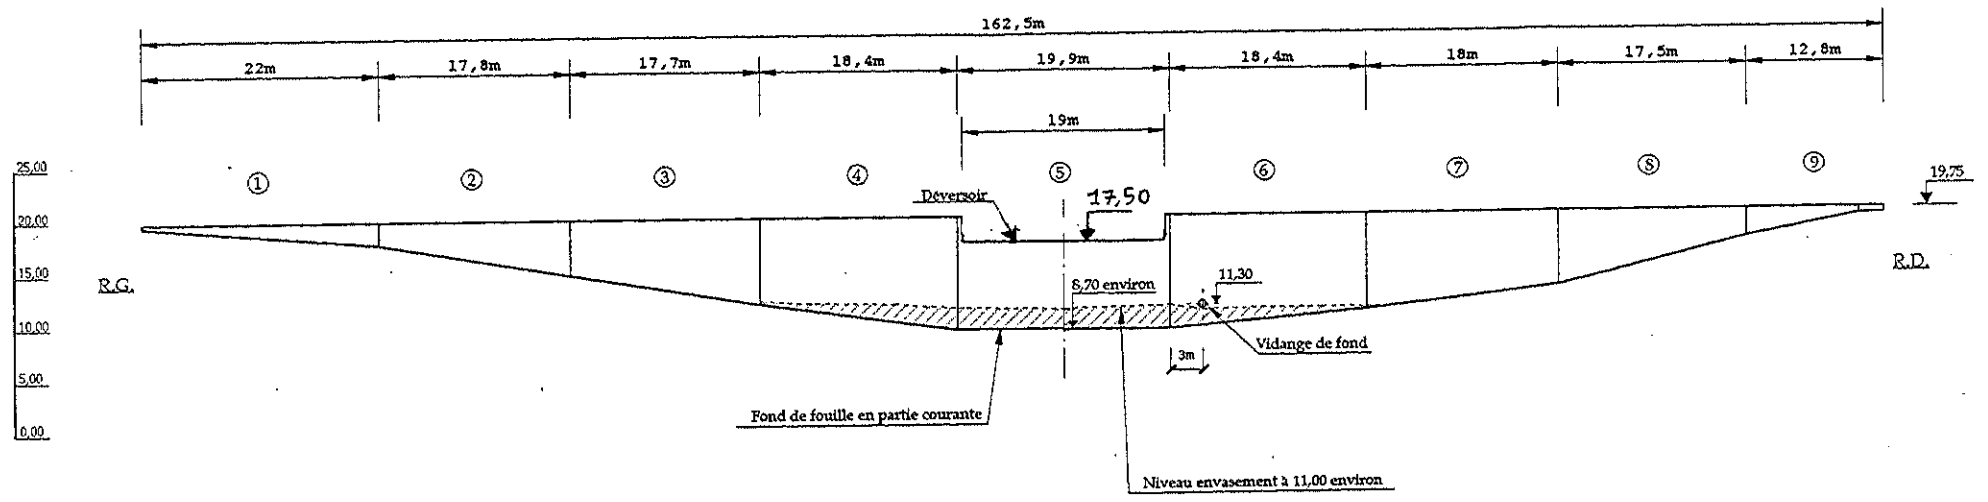 162,5m
22m 17,8m 17,7m 18,4m 19,9m 18,4m 18m 17,5m 12,8m
19m
① ② ③ ④ ⑤ ⑥ ⑦ ⑧ ⑨
25,00
20,00
15,00
10,00
5,00
0,00
Déversoir
17,50
19,75
R.G.
R.D.
8,70 environ
11,30
Vidange de fond
3m
Fond de fouille en partie courante
Niveau envasement à 11,00 environ